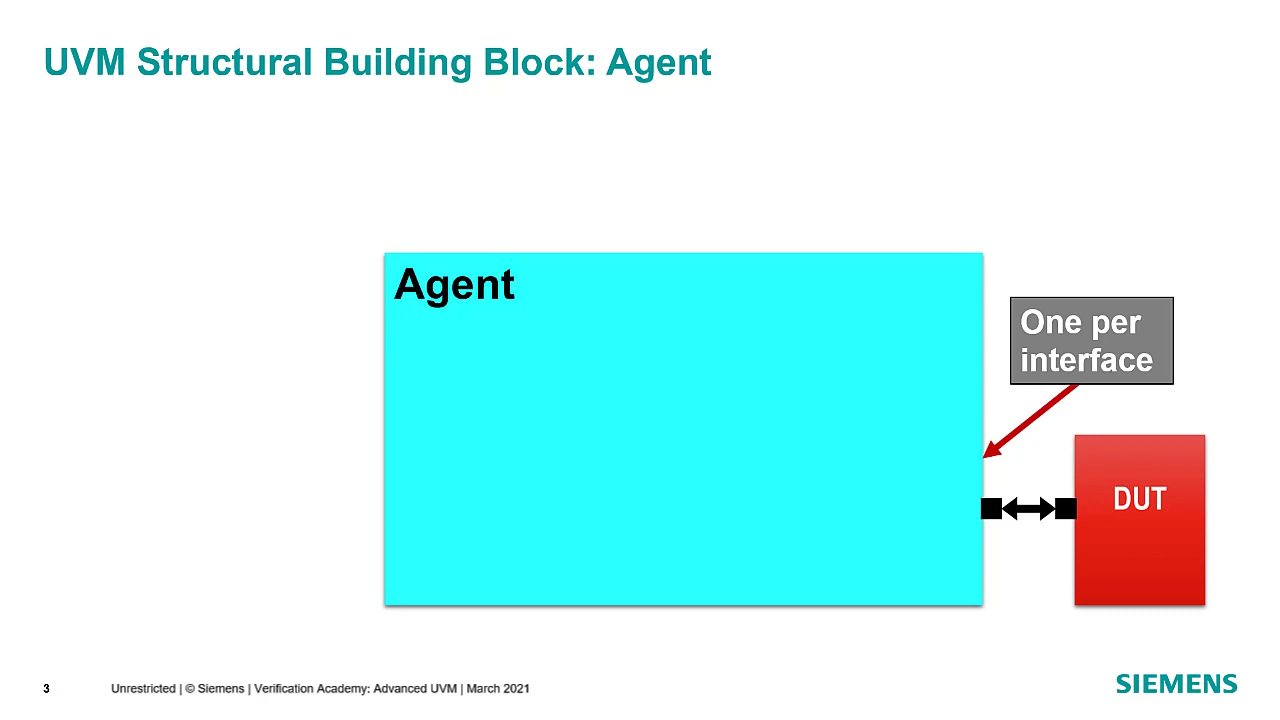 UVM Structural Building Block: Agent
Agent
One per
interface
DUT
3
Unrestricted | © Siemens | Verification Academy: Advanced UVM | March 2021
SIEMENS